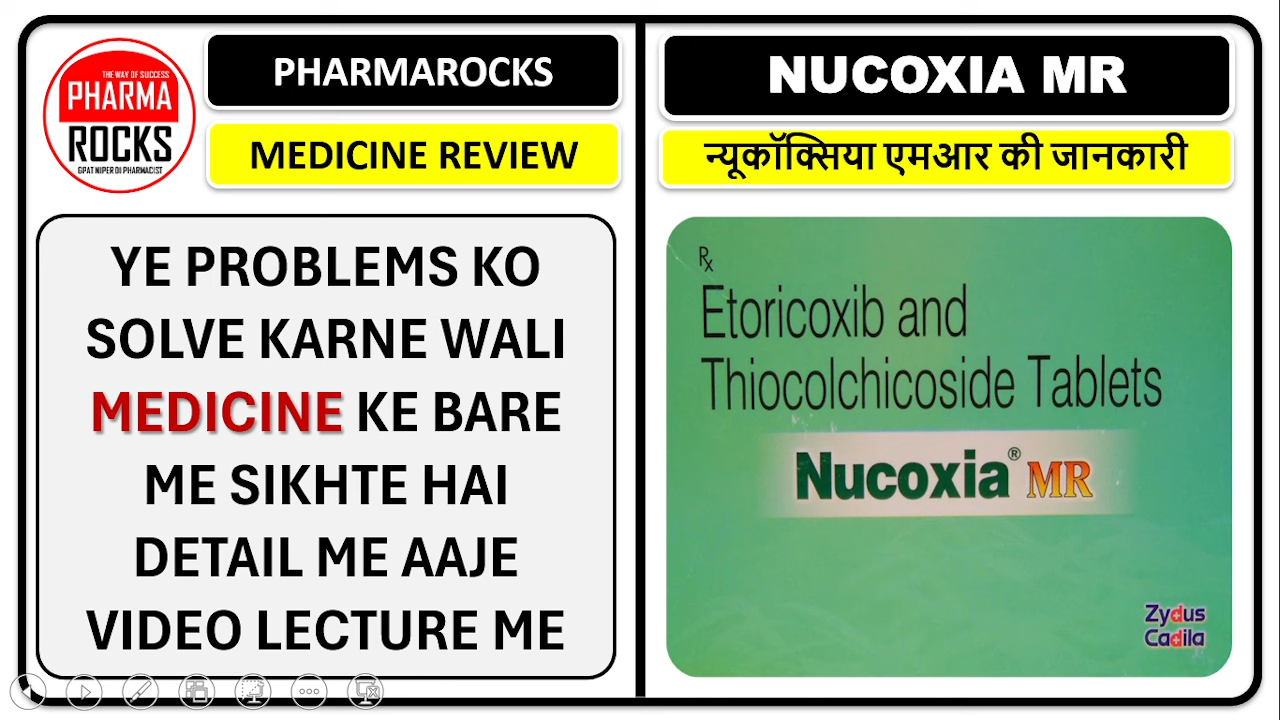 THE WAY OF SUCCESS
PHARMA
ROCKS
GPAT NIPER DI PHARMACIST
PHARMAROCKS
MEDICINE REVIEW
YE PROBLEMS KO
SOLVE KARNE WALI
MEDICINE KE BARE
ME SIKHTE HAI
DETAIL ME AAJE
VIDEO LECTURE ME
NUCOXIA MR
न्यूकॉक्सिया एमआर की जानकारी
Rx
Etoricoxib and
Thiocolchicoside Tablets
Nucoxia® MR
Zydus
Cadila